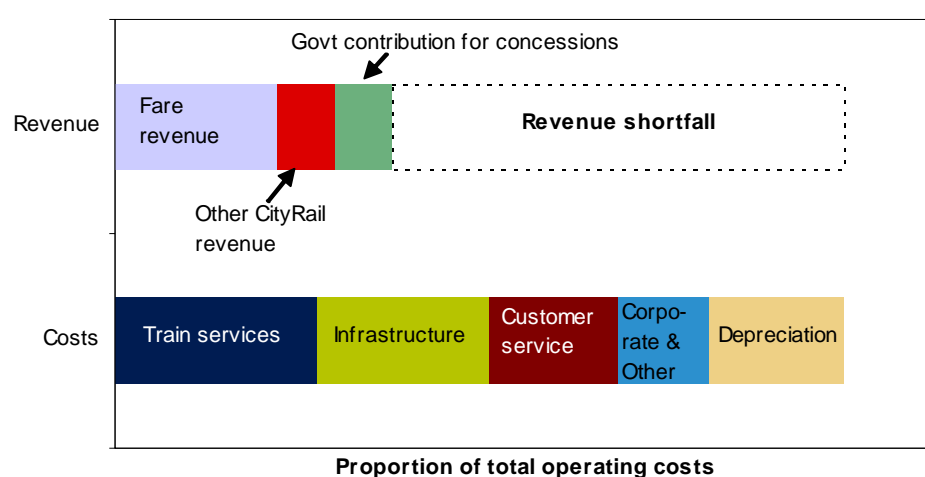 Govt contribution for concessions
Revenue
Fare
revenue
Revenue shortfall
Other CityRail
revenue
Costs
Train services
Infrastructure
Customer
service
Corpo-
rate &
Other
Depreciation
Proportion of total operating costs